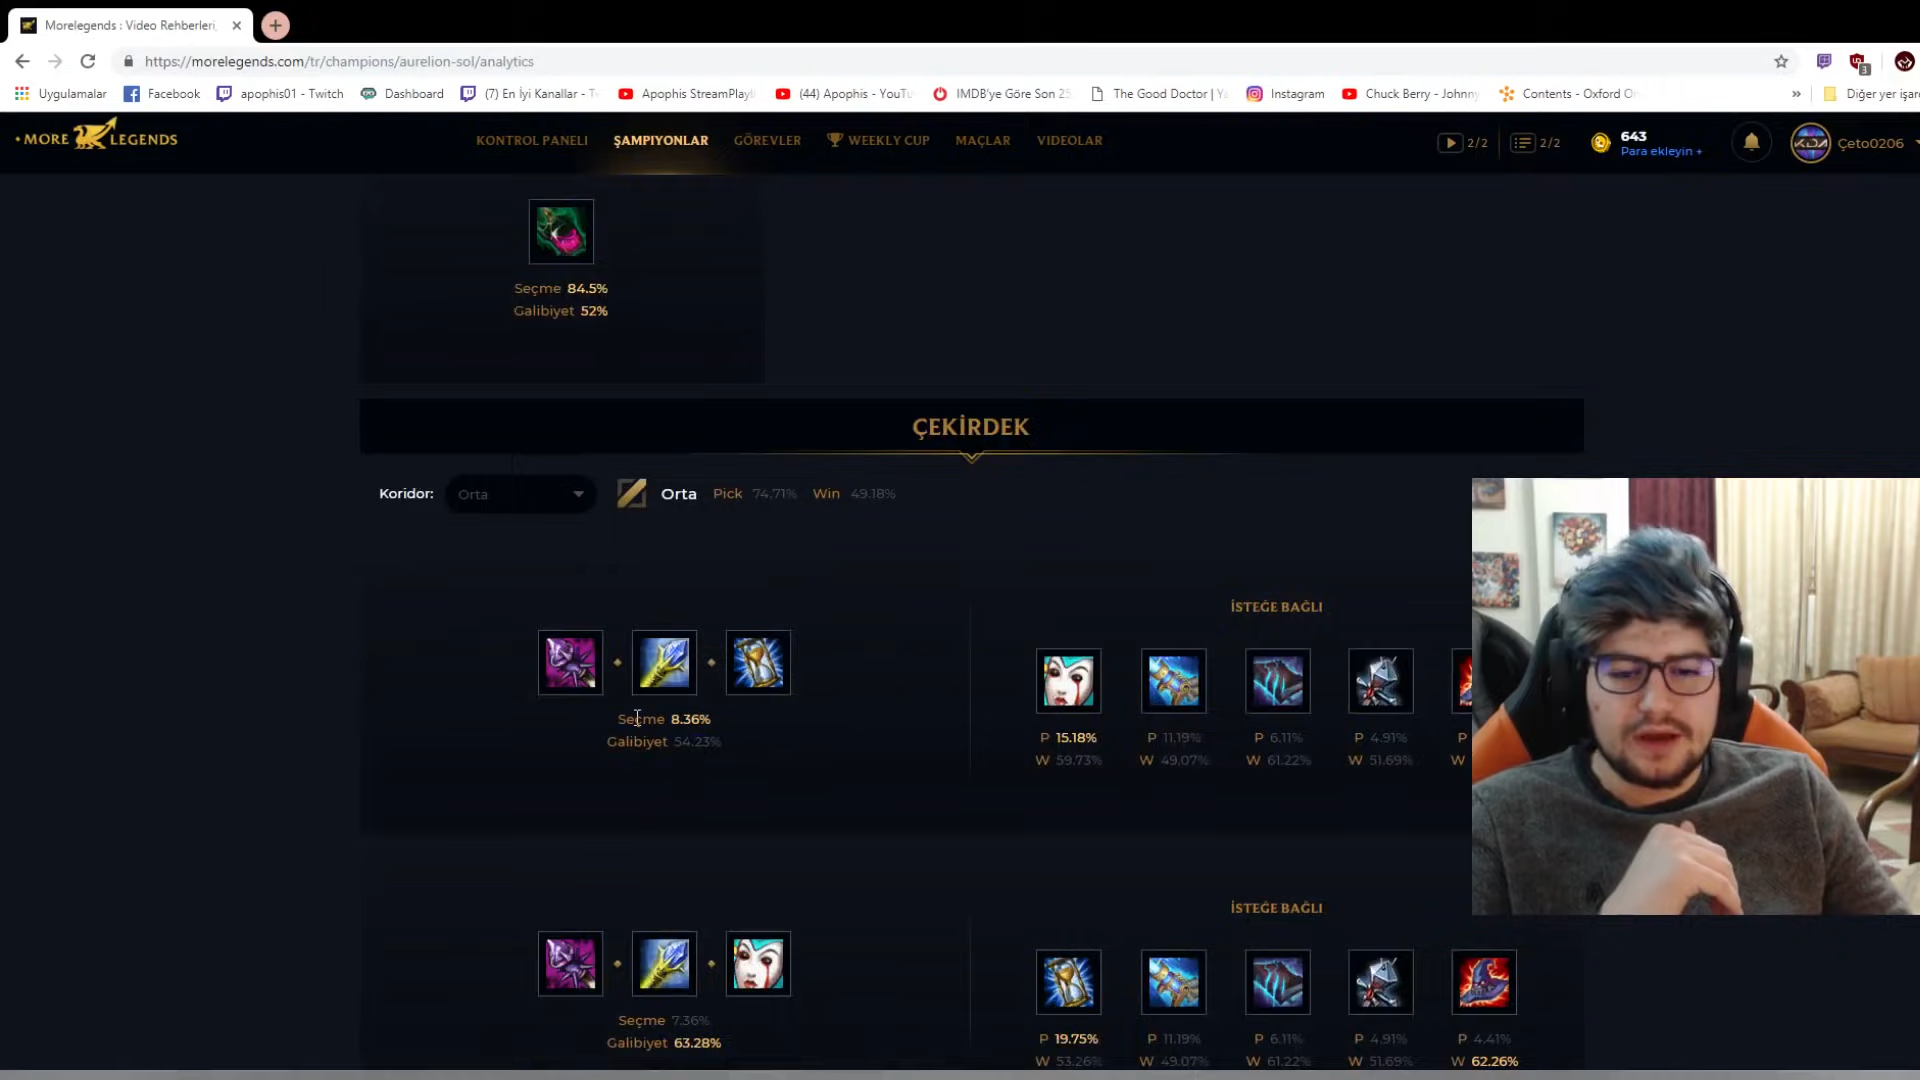 Morelegends : Video Rehberleri,
https://morelegends.com/tr/champions/aurelion-sol/analytics
3
Uygulamalar Facebook apophis01 - Twitch Dashboard (7) En İyi Kanallar - Apophis StreamPlayli (44) Apophis - YouTu IMDB'ye Göre Son 25 The Good Doctor | Instagram Chuck Berry - Johnny Contents - Oxford On » Diğer yer işare
MORE LEGENDS KONTROL PANELİ ŞAMPİYONLAR GÖREVLER WEEKLY CUP MAÇLAR VIDEOLAR 2/2 2/2 643 Çeto0206
Para ekleyin +
Seçme 84.5%
Galibiyet 52%
ÇEKİRDEK
Koridor: Orta Orta Pick 74.71% Win 49.18%
İSTEĞE BAĞLI
Seçme 8.36%
Galibiyet 54.23%
P 15.18% P 11.19% P 6.11% P 4.91% P
W 59.73% W 49.07% W 61.22% W 51.69% W
İSTEĞE BAĞLI
Seçme 7.36%
Galibiyet 63.28%
P 19.75% P 11.19% P 6.11% P 4.91% P 4.41%
W 53.26% W 49.07% W 61.22% W 51.69% W 62.26%